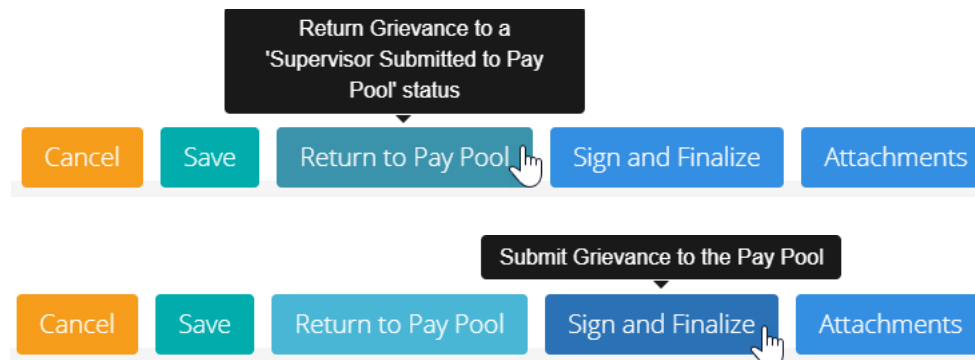 Return Grievance to a
'Supervisor Submitted to Pay
Pool' status
Cancel Save Return to Pay Pool Sign and Finalize Attachments
Submit Grievance to the Pay Pool
Cancel Save Return to Pay Pool Sign and Finalize Attachments